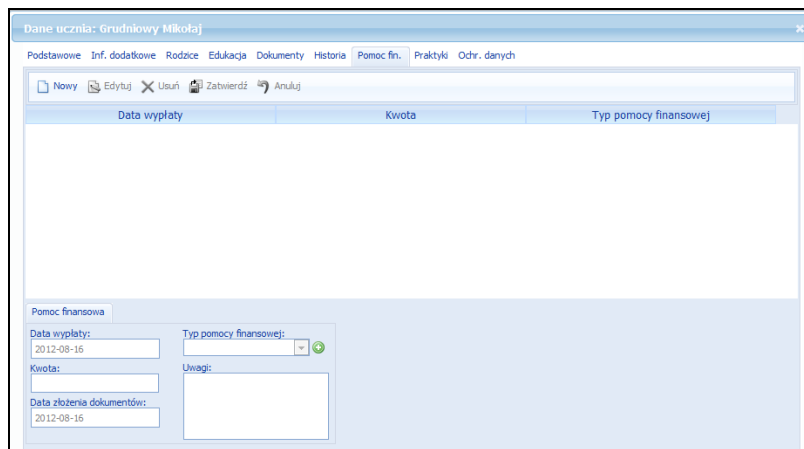 Dane ucznia: Grudniowy Mikołaj
Podstawowe Inf. dodatkowe Rodzice Edukacja Dokumenty Historia Pomoc fin. Praktyki Ochr. danych
Nowy Edytuj Usuń Zatwierdź Anuluj
Data wypłaty Kwota Typ pomocy finansowej
Pomoc finansowa
Data wypłaty: Typ pomocy finansowej:
2012-08-16
Kwota: Uwagi:
Data złożenia dokumentów:
2012-08-16